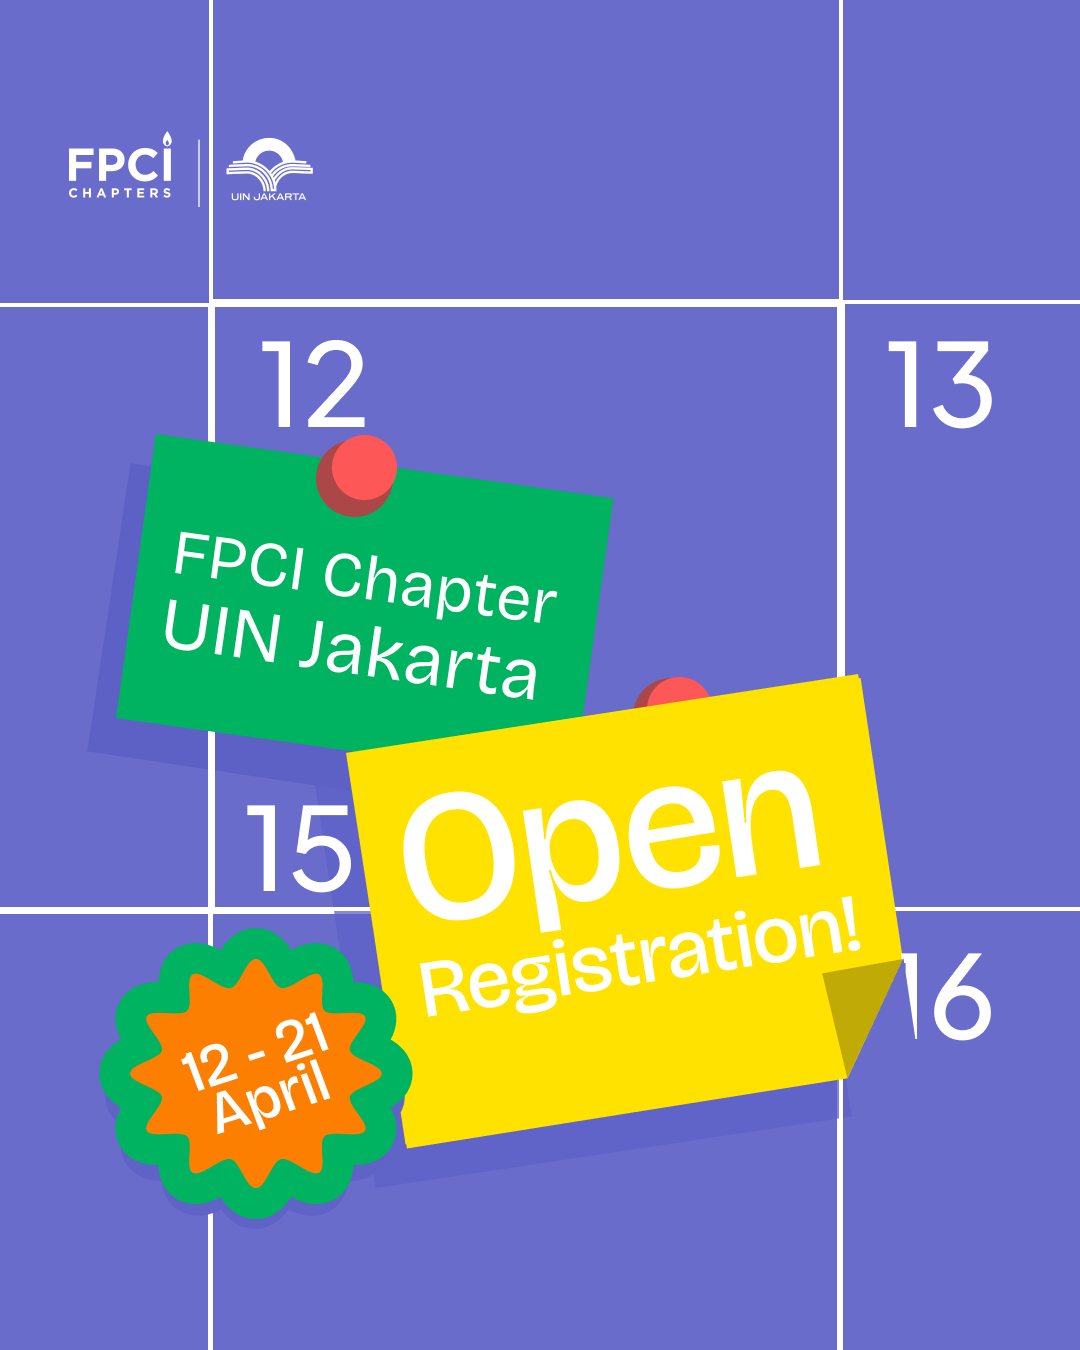 FPCI
CHAPTERS
UIN JAKARTA
12
13
FPCI Chapter
UIN Jakarta
Open
Registration!
15
16
12 - 21
April